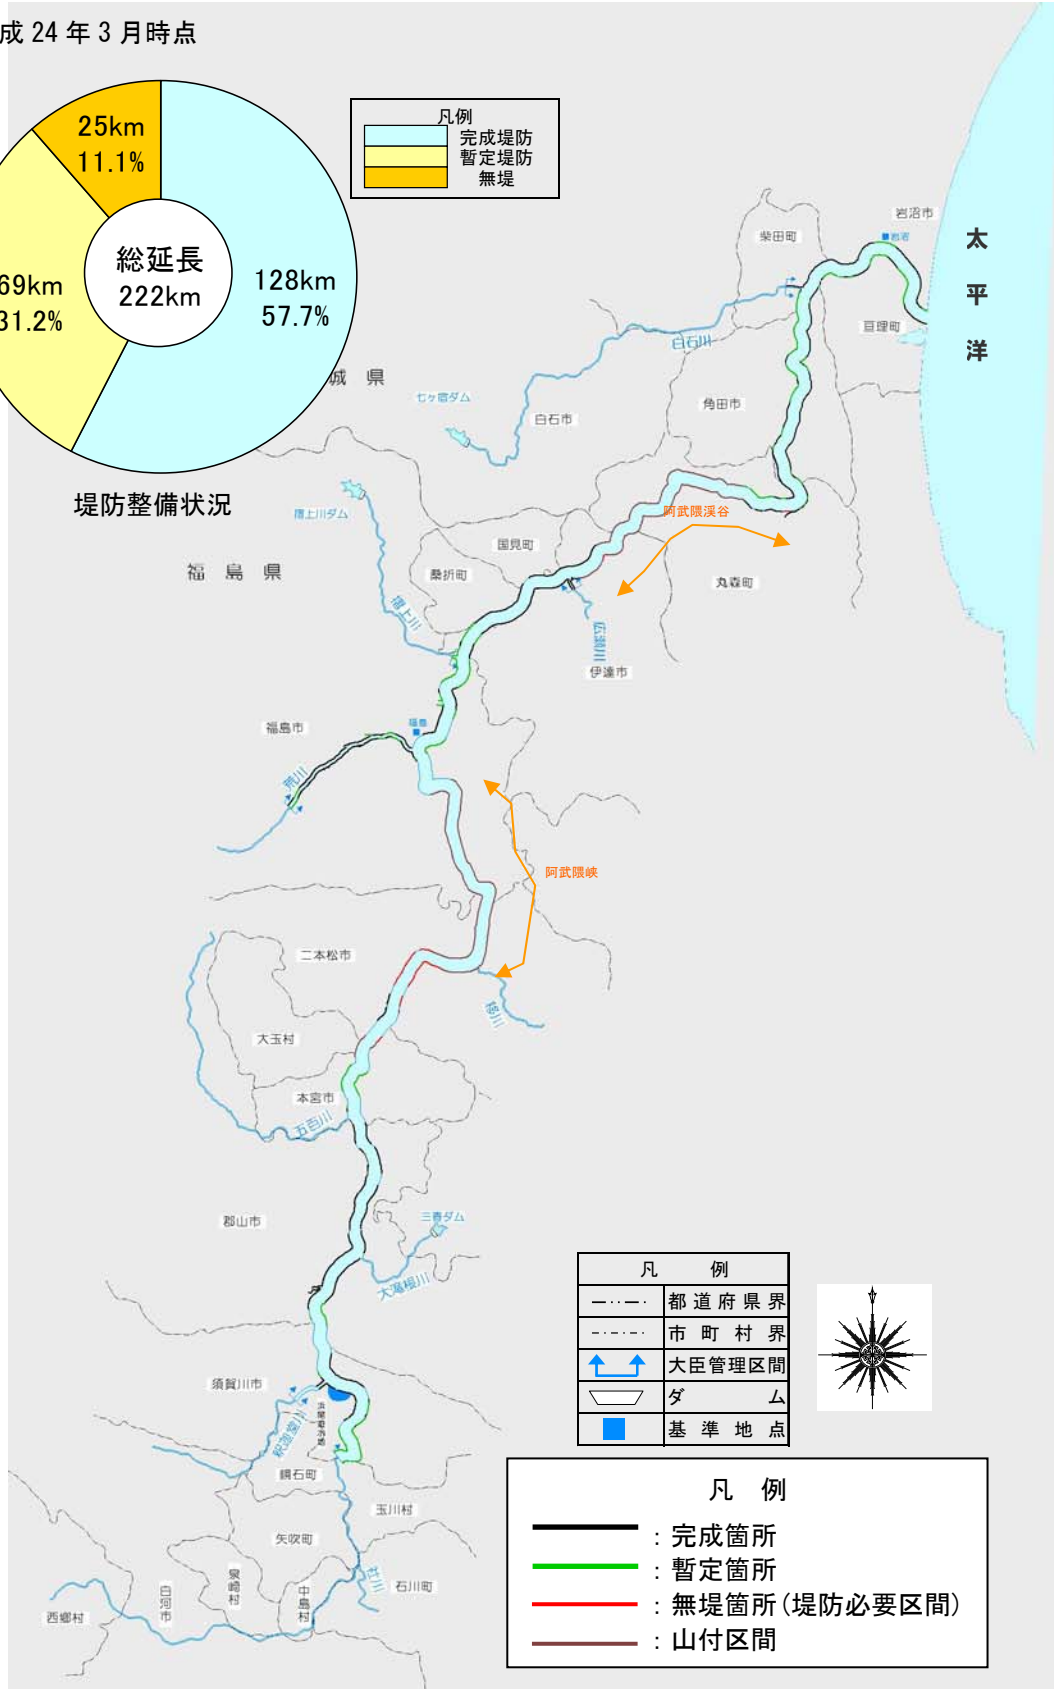 成 24 年 3 月時点
25km
11.1%
凡例
完成堤防
暫定堤防
無堤
総延長
222km
128km
57.7%
69km
31.2%
堤防整備状況
城 県
福 島 県
太
平
洋
岩沼市
岩沼
柴田町
亘理町
白石川
角田市
七ヶ宿ダム
白石市
摺上川ダム
阿武隈渓谷
国見町
桑折町
丸森町
摺上川
広瀬川
伊達市
福島市
福島
荒川
阿武隈峡
二本松市
移川
大玉村
本宮市
五百川
郡山市
三春ダム
大滝根川
須賀川市
釈迦堂川
鏡石町
玉川村
矢吹町
泉崎村
中島村
社川
石川町
白河市
西郷村
凡 例
都道府県界
市町村界
大臣管理区間
ダム
基準地点
凡 例
：完成箇所
：暫定箇所
：無堤箇所(堤防必要区間)
：山付区間